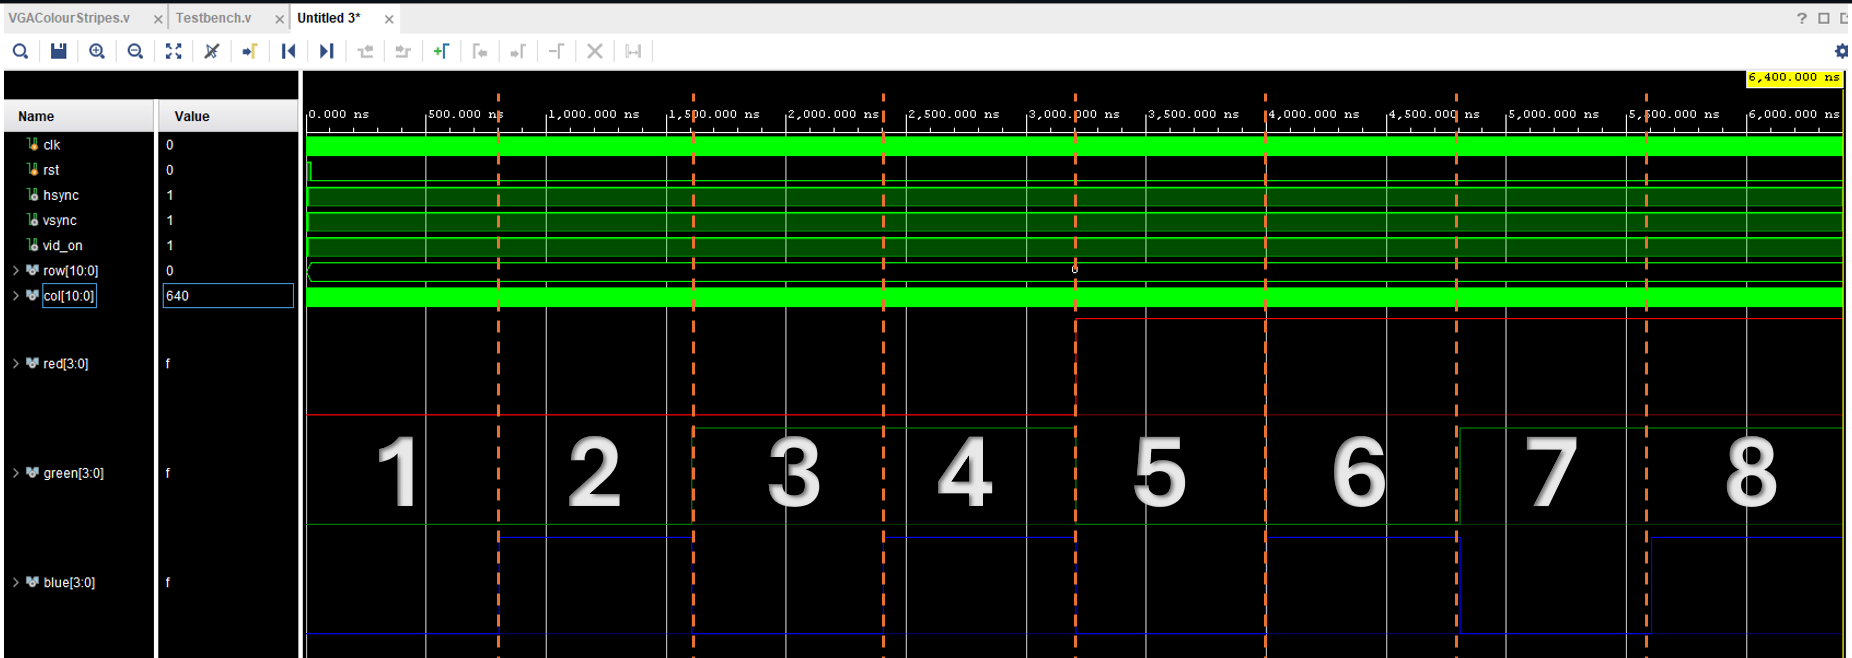 VGAColourStripes.v × Testbench.v × Untitled 3* ×
?
6,400.000 ns
Name Value
0.000 ns 500.000 ns 1,000.000 ns 1,500.000 ns 2,000.000 ns 2,500.000 ns 3,000.000 ns 3,500.000 ns 4,000.000 ns 4,500.000 ns 5,000.000 ns 5,500.000 ns 6,000.000 ns
clk 0
rst 0
hsync 1
vsync 1
vid_on 1
row[10:0] 0 0
col[10:0] 640
red[3:0] f
1 2 3 4 5 6 7 8
green[3:0] f
blue[3:0] f